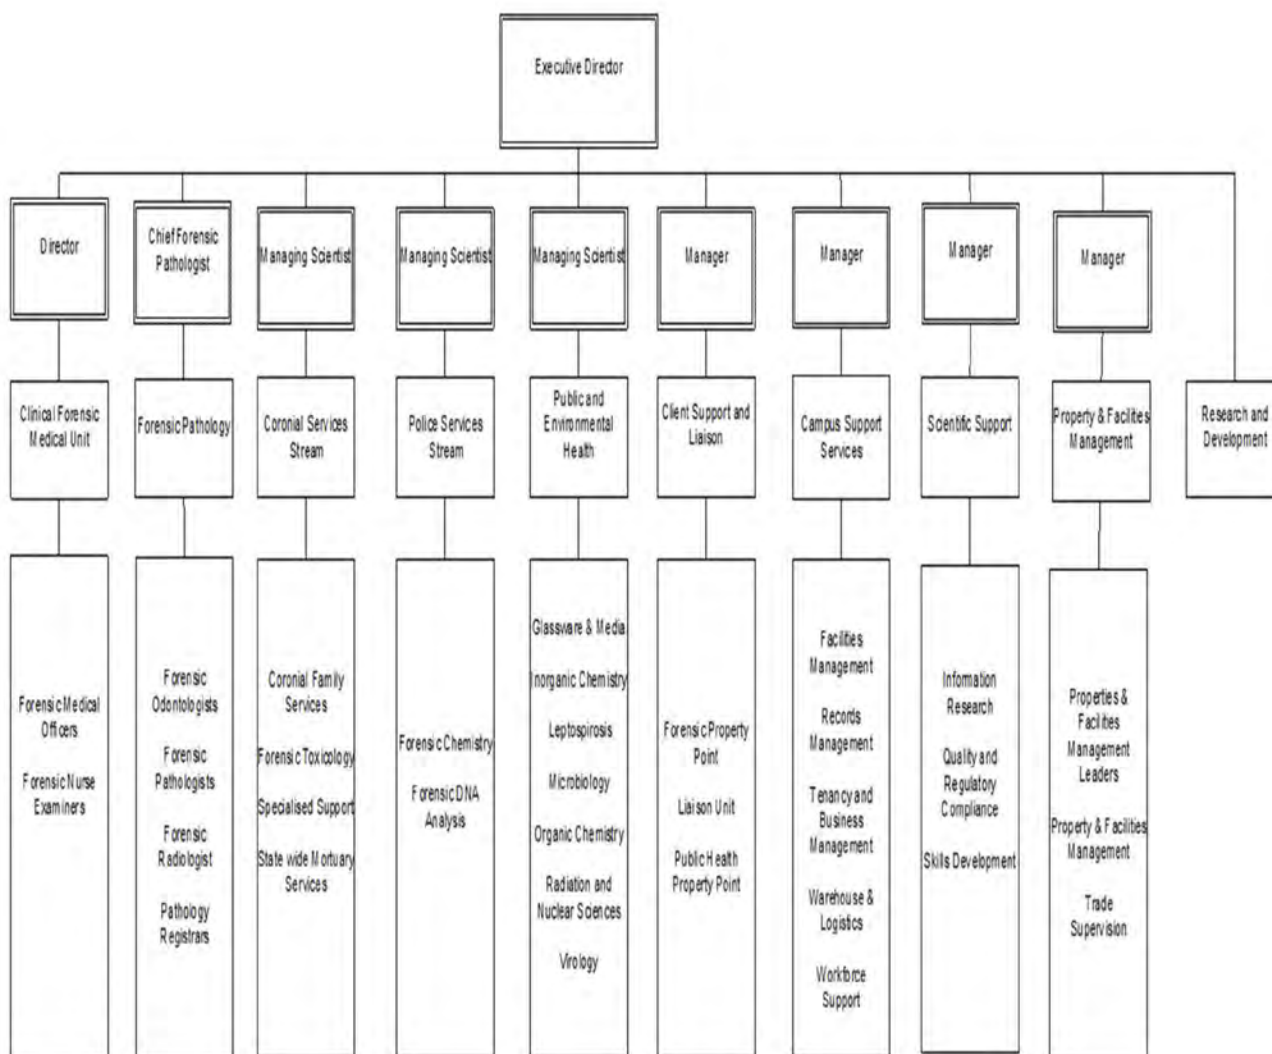 Executive Director
Director
Chief Forensic
Pathologist
Managing Scientist
Managing Scientist
Managing Scientist
Manager
Manager
Manager
Manager
Clinical Forensic
Medical Unit
Forensic Pathology
Coronial Services
Stream
Police Services
Stream
Public and
Environmental
Health
Client Support and
Liaison
Campus Support
Services
Scientific Support
Property & Facilities
Management
Research and
Development
Forensic Medical
Officers
Forensic Nurse
Examiners
Forensic
Odontologists
Forensic
Pathologists
Forensic
Radiologist
Pathology
Registrars
Coronial Family
Services
Forensic Toxicology
Specialised Support
State wide Mortuary
Services
Forensic Chemistry
Forensic DNA
Analysis
Glassware & Media
Inorganic Chemistry
Leptospirosis
Microbiology
Organic Chemistry
Radiation and
Nuclear Sciences
Virology
Forensic Property
Point
Liaison Unit
Public Health
Property Point
Facilities
Management
Records
Management
Tenancy and
Business
Management
Warehouse &
Logistics
Workforce
Support
Information
Research
Quality and
Regulatory
Compliance
Skills Development
Properties &
Facilities
Management
Leaders
Property & Facilities
Management
Trade
Supervision